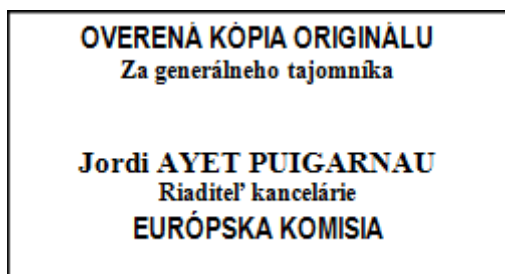 OVERENÁ KÓPIA ORIGINÁLU
Za generálneho tajomníka
Jordi AYET PUIGARNAU
Riaditeľ kancelárie
EURÓPSKA KOMISIA